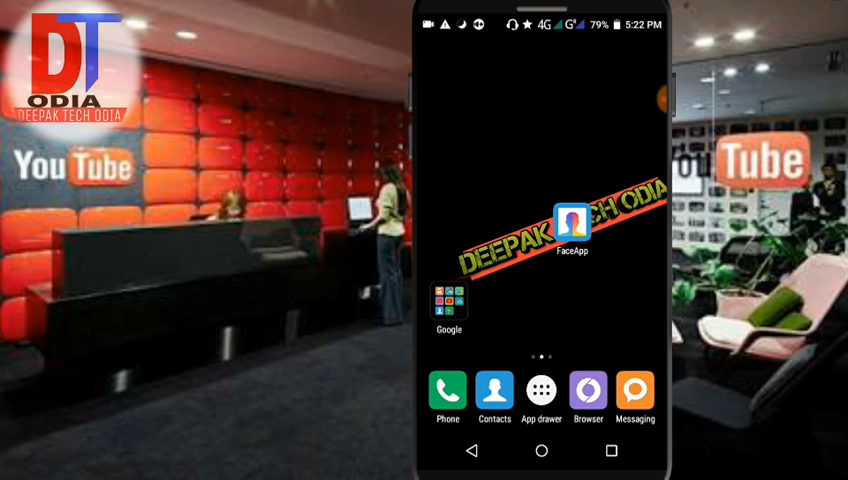 DT
ODIA
DEEPAK TECH ODIA
YouTube
4G G 79% 5:22 PM
ouTube
DEEPAK TECH ODIA
FaceApp
Google
Phone Contacts App drawer Browser Messaging